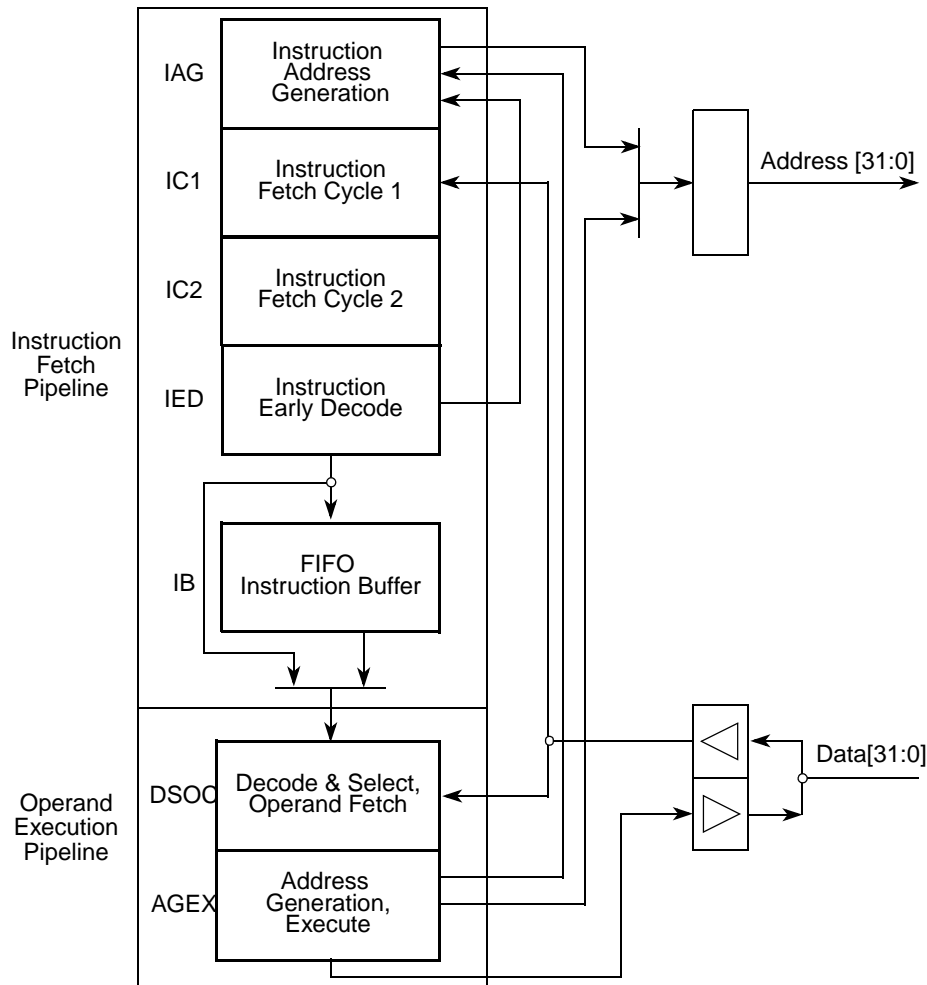 IAG
Instruction
Address
Generation
IC1
Instruction
Fetch Cycle 1
Address [31:0]
IC2
Instruction
Fetch Cycle 2
Instruction
Fetch
Pipeline
IED
Instruction
Early Decode
IB
FIFO
Instruction Buffer
Data[31:0]
Operand
Execution
Pipeline
DSOC
Decode & Select,
Operand Fetch
AGEX
Address
Generation,
Execute